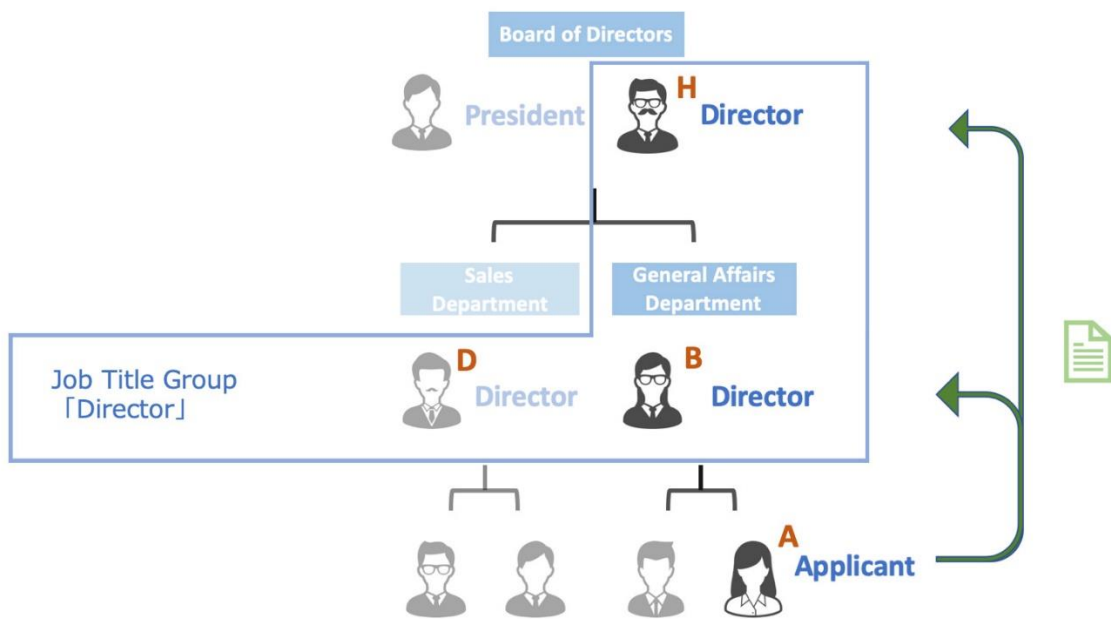 Board of Directors
President
H
Director
Sales
Department
General Affairs
Department
Job Title Group
「Director」
D
Director
B
Director
A
Applicant